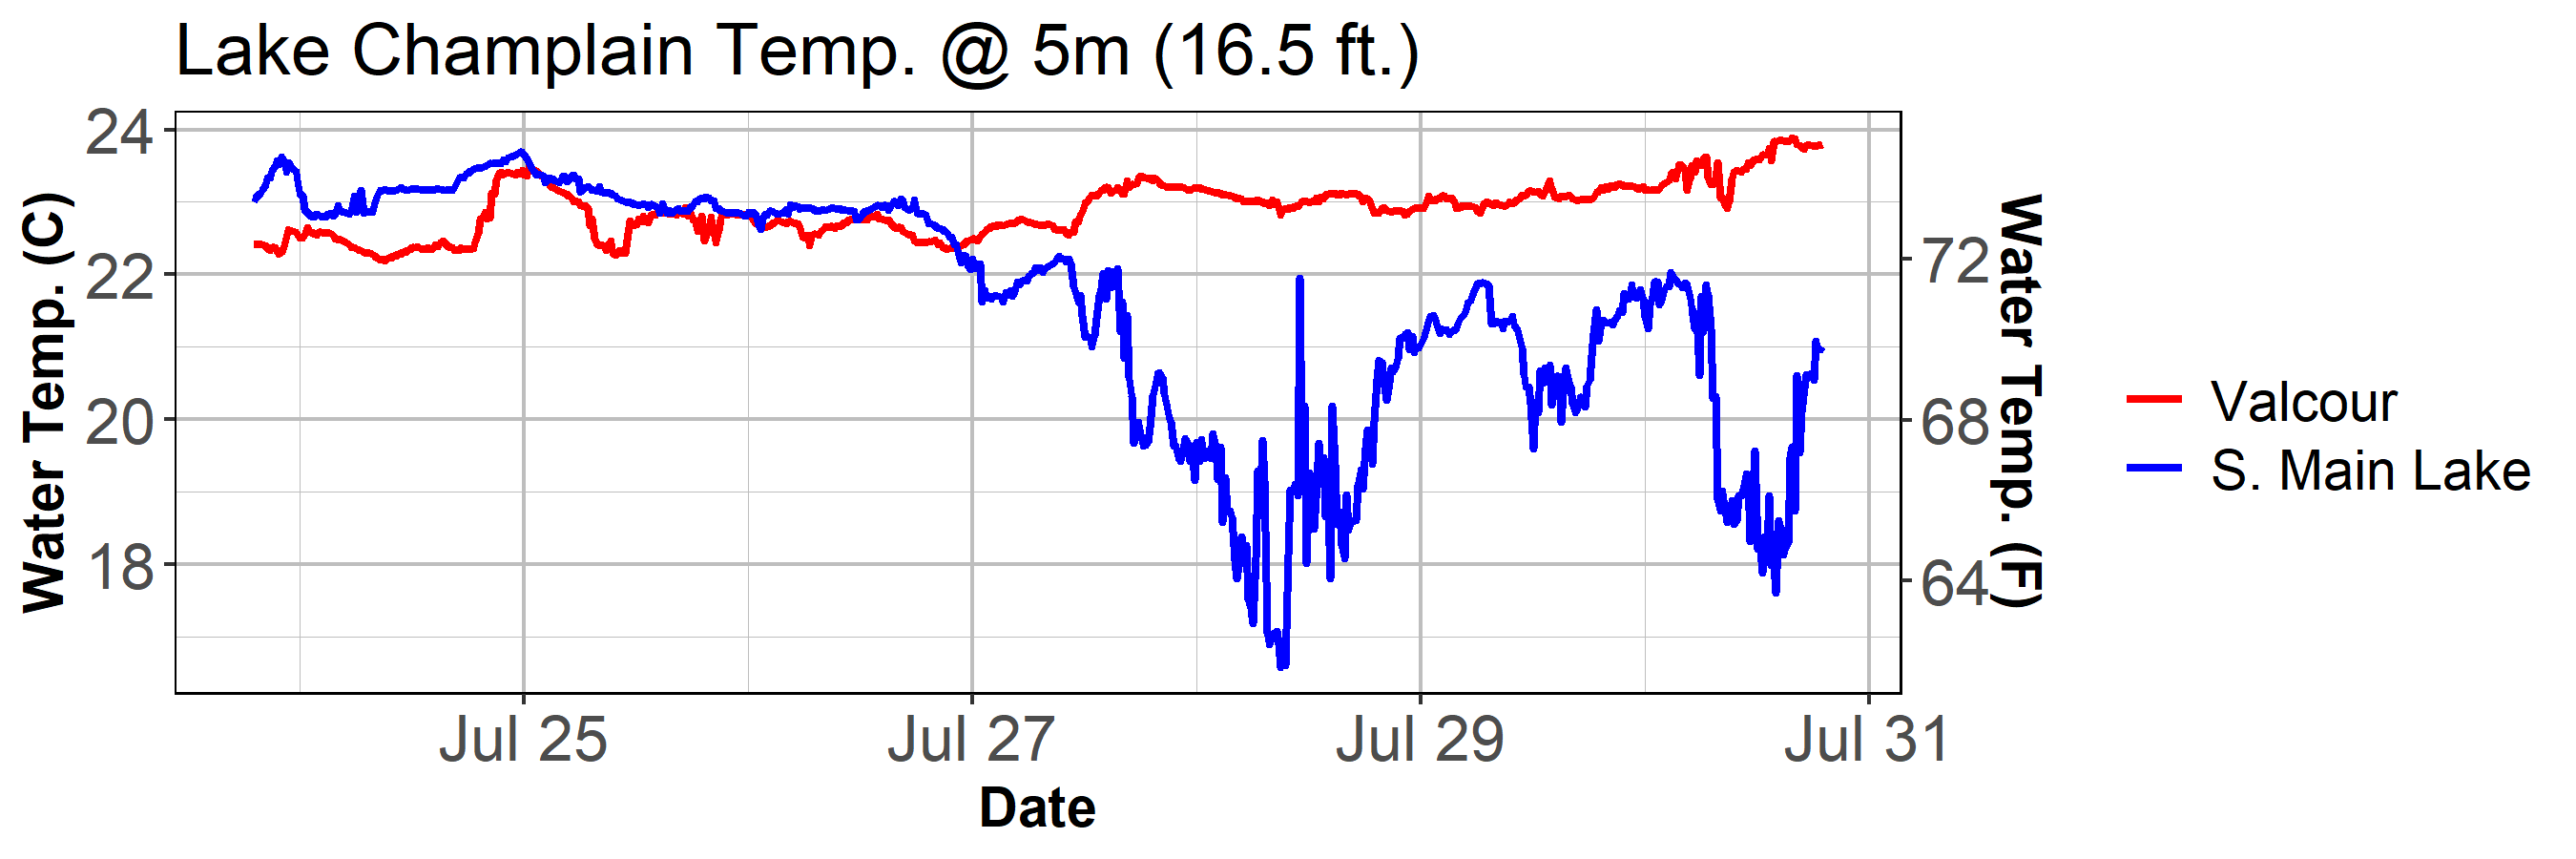 Lake Champlain Temp. @ 5m (16.5 ft.)
Water Temp. (C)
24
22
20
18
72
68
64
Water Temp. (F)
Jul 25 Jul 27 Jul 29 Jul 31
Date
Valcour
S. Main Lake